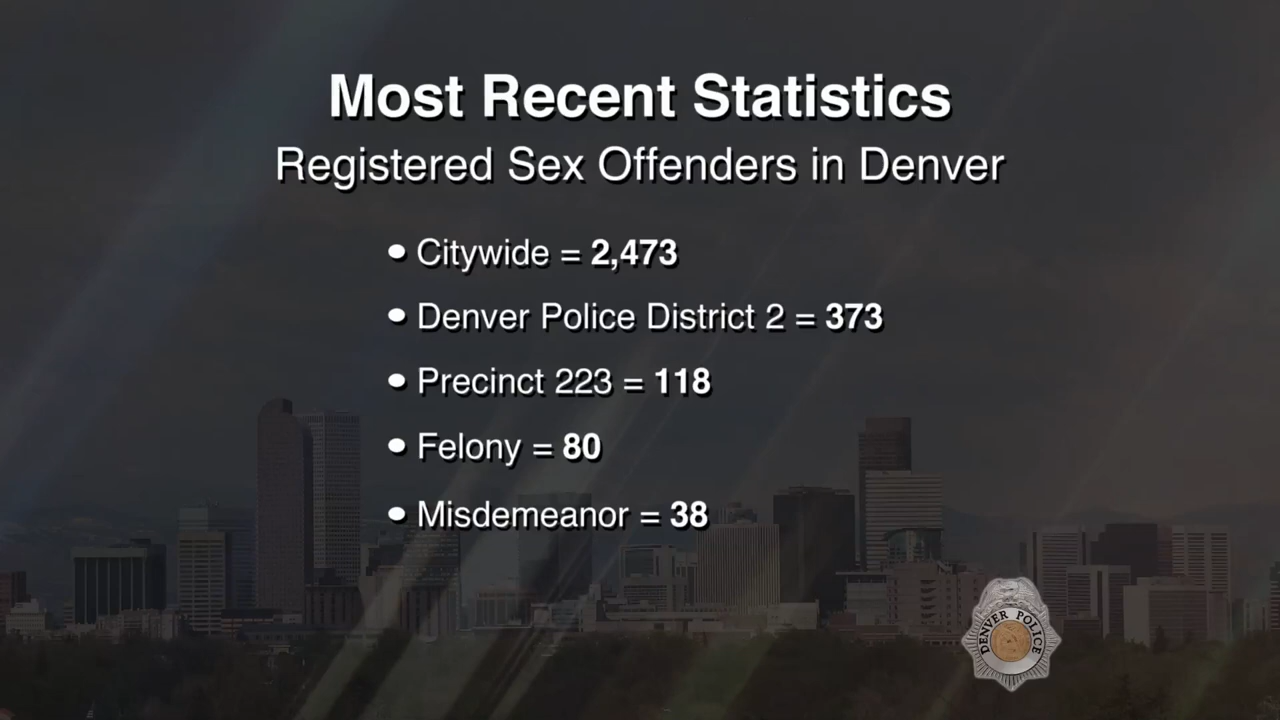 Most Recent Statistics
Registered Sex Offenders in Denver
• Citywide = 2,473
• Denver Police District 2 = 373
• Precinct 223 = 118
• Felony = 80
• Misdemeanor = 38
DENVER POLICE